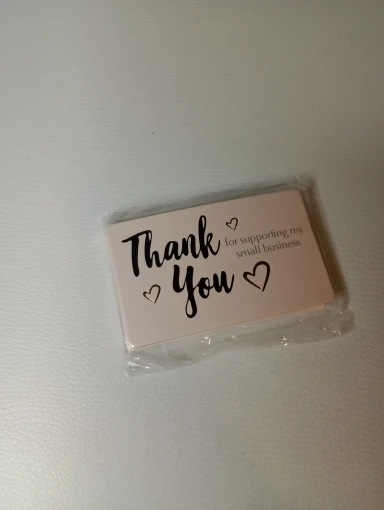 Thank
You
for supporting my
small business